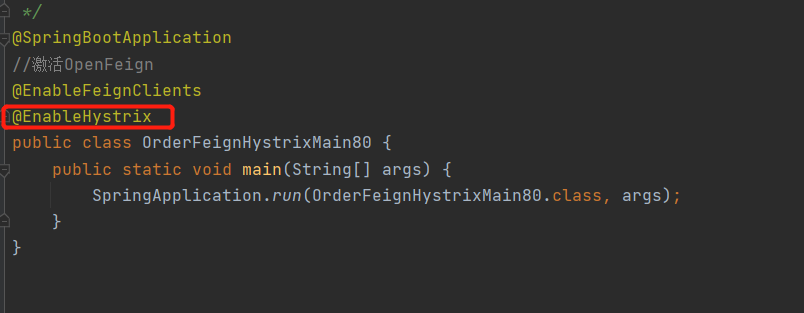 */
@SpringBootApplication
//激活OpenFeign
@EnableFeignClients
@EnableHystrix
public class OrderFeignHystrixMain80 {
    public static void main(String[] args) {
        SpringApplication.run(OrderFeignHystrixMain80.class, args);
    }
}